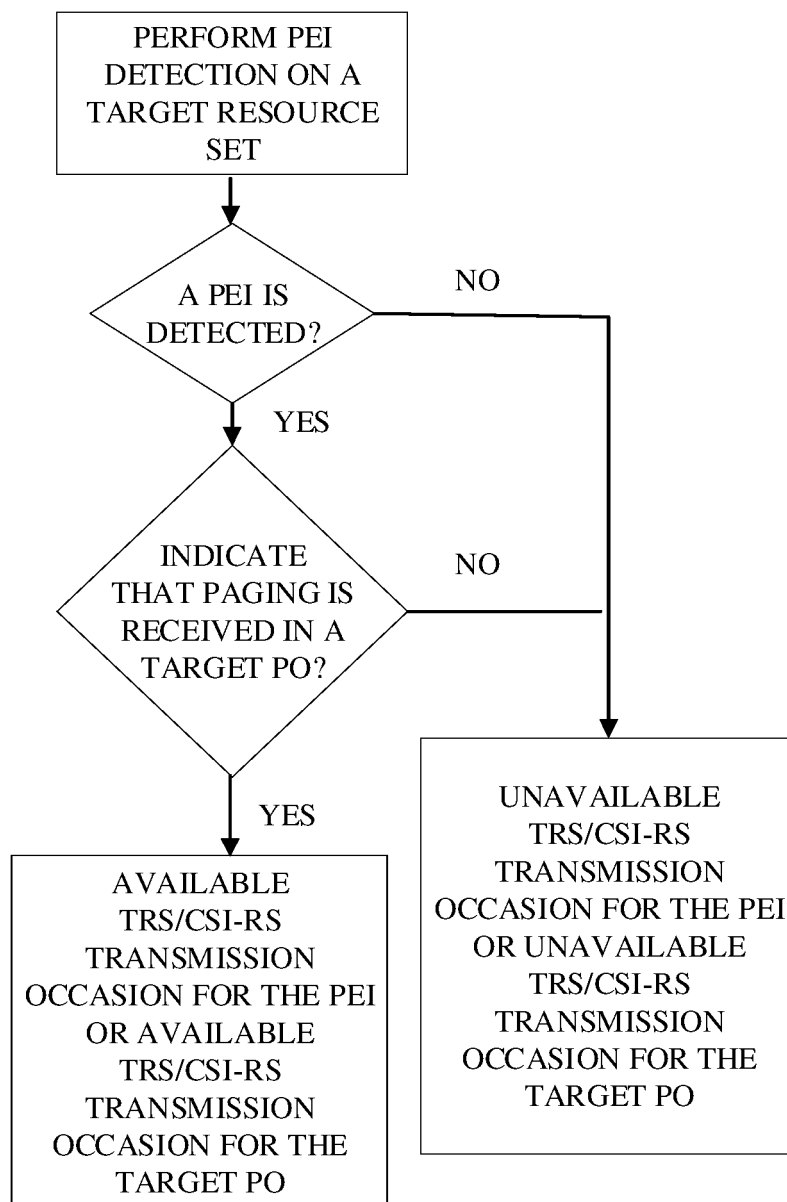 PERFORM PEI
DETECTION ON A
TARGET RESOURCE
SET
A PEI IS
DETECTED?
NO
YES
INDICATE
THAT PAGING IS
RECEIVED IN A
TARGET PO?
NO
YES
AVAILABLE
TRS/CSI-RS
TRANSMISSION
OCCASION FOR THE PEI
OR AVAILABLE
TRS/CSI-RS
TRANSMISSION
OCCASION FOR THE
TARGET PO
UNAVAILABLE
TRS/CSI-RS
TRANSMISSION
OCCASION FOR THE PEI
OR UNAVAILABLE
TRS/CSI-RS
TRANSMISSION
OCCASION FOR THE
TARGET PO